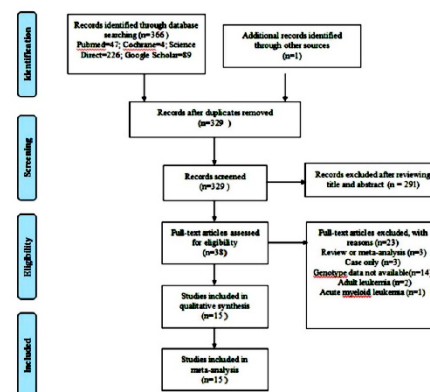 Identification
Records identified through database
searching (n=366 )
Pubmed=47; Cochrane=4; Science
Direct=226; Google Scholar=89
Additional records identified
through other sources
(n=1)
Records after duplicates removed
(n=329 )
Screening
Records screened
(n=329)
Records excluded after reviewing
title and abstract (n = 291)
Eligibility
Full-text articles assessed
for eligibility
(n=38)
Full-text articles excluded, with
reasons (n=23)
Review or meta-analysis (n=3)
Case only (n=3)
Genotype data not available(n=14)
Adult leukemia (n=2)
Acute myeloid leukemia (n=1)
Studies included in
qualitative synthesis
(n=15 )
Included
Studies included in
meta-analysis
(n=15 )